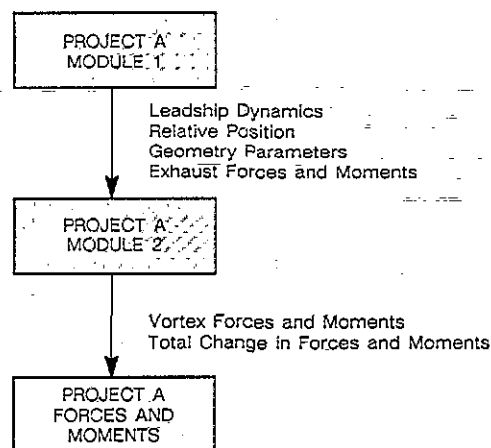 PROJECT A
MODULE 1
Leadship Dynamics
Relative Position
Geometry Parameters
Exhaust Forces and Moments
PROJECT A
MODULE 2
Vortex Forces and Moments
Total Change in Forces and Moments
PROJECT A
FORCES AND
MOMENTS